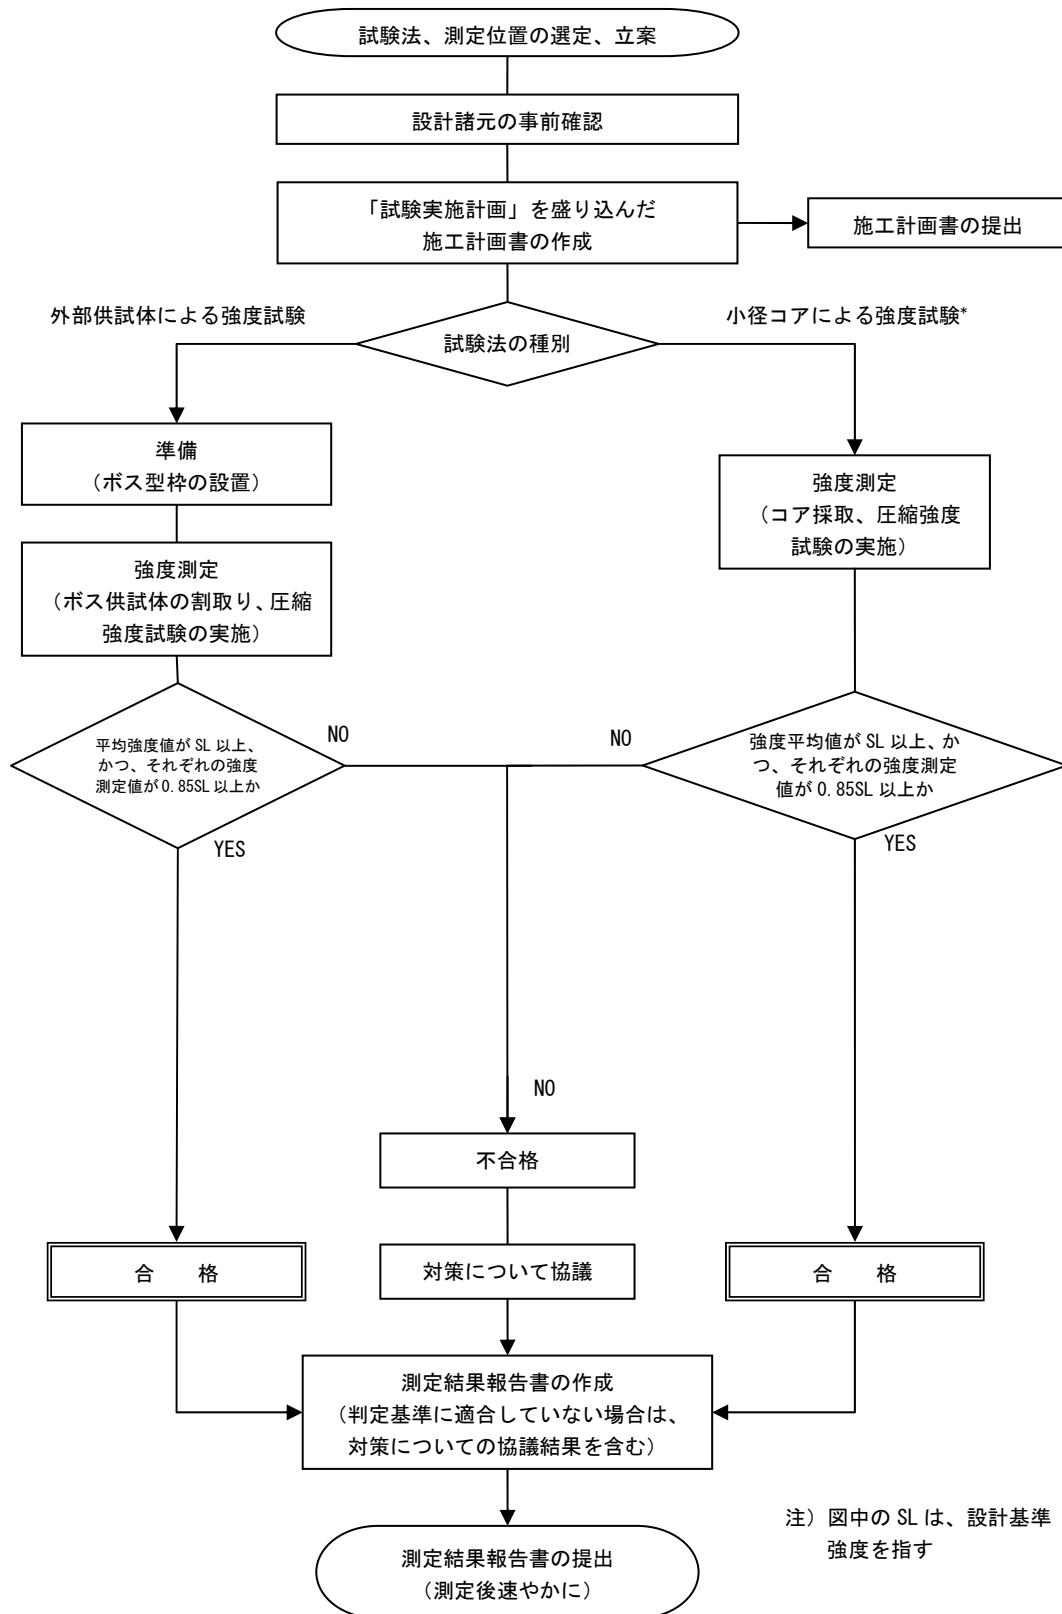 試験法、測定位置の選定、立案
設計諸元の事前確認
「試験実施計画」を盛り込んだ
施工計画書の作成
施工計画書の提出
外部供試体による強度試験
小径コアによる強度試験*
試験法の種別
準備
（ボス型枠の設置）
強度測定
（ボス供試体の割取り、圧縮
強度試験の実施）
強度測定
（コア採取、圧縮強度
試験の実施）
平均強度値が SL 以上、
かつ、それぞれの強度
測定値が 0.85SL 以上か
NO
YES
NO
強度平均値が SL 以上、か
つ、それぞれの強度測定
値が 0.85SL 以上か
YES
NO
不合格
合　　格
対策について協議
合　　格
測定結果報告書の作成
（判定基準に適合していない場合は、
対策についての協議結果を含む）
測定結果報告書の提出
（測定後速やかに）
注）図中の SL は、設計基準
強度を指す